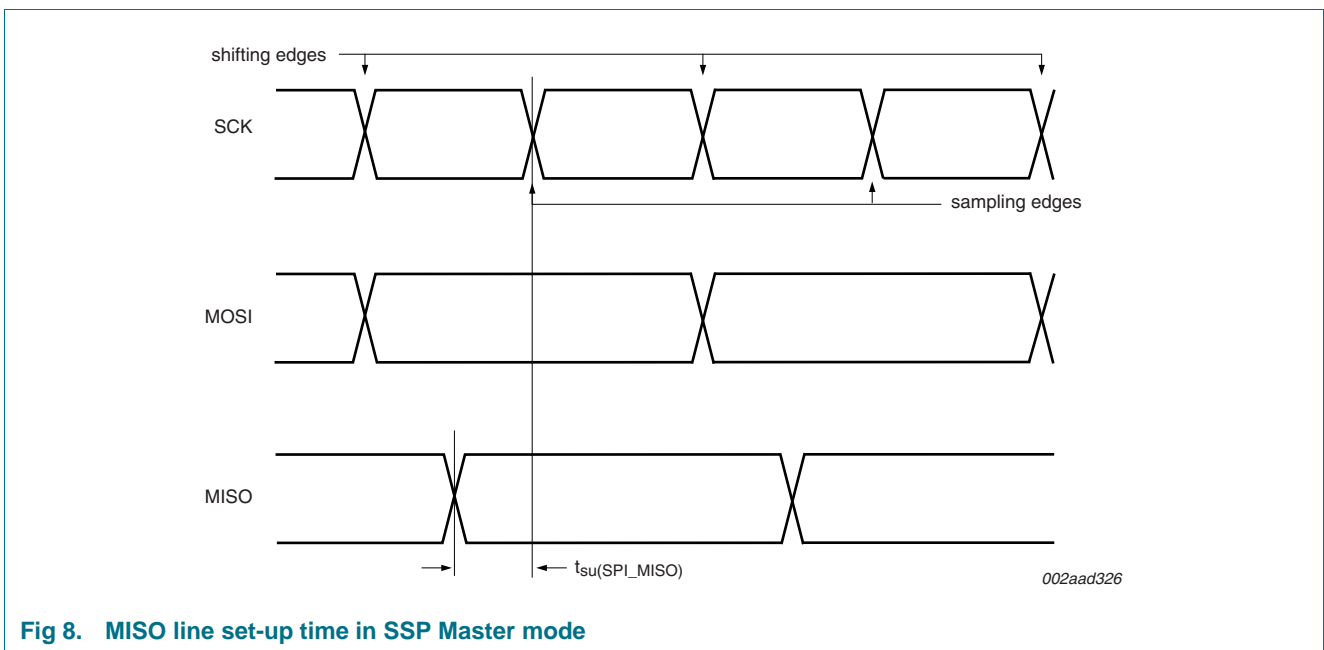 shifting edges
SCK
sampling edges
MOSI
MISO
tsu(SPI_MISO)
002aad326
Fig 8. MISO line set-up time in SSP Master mode